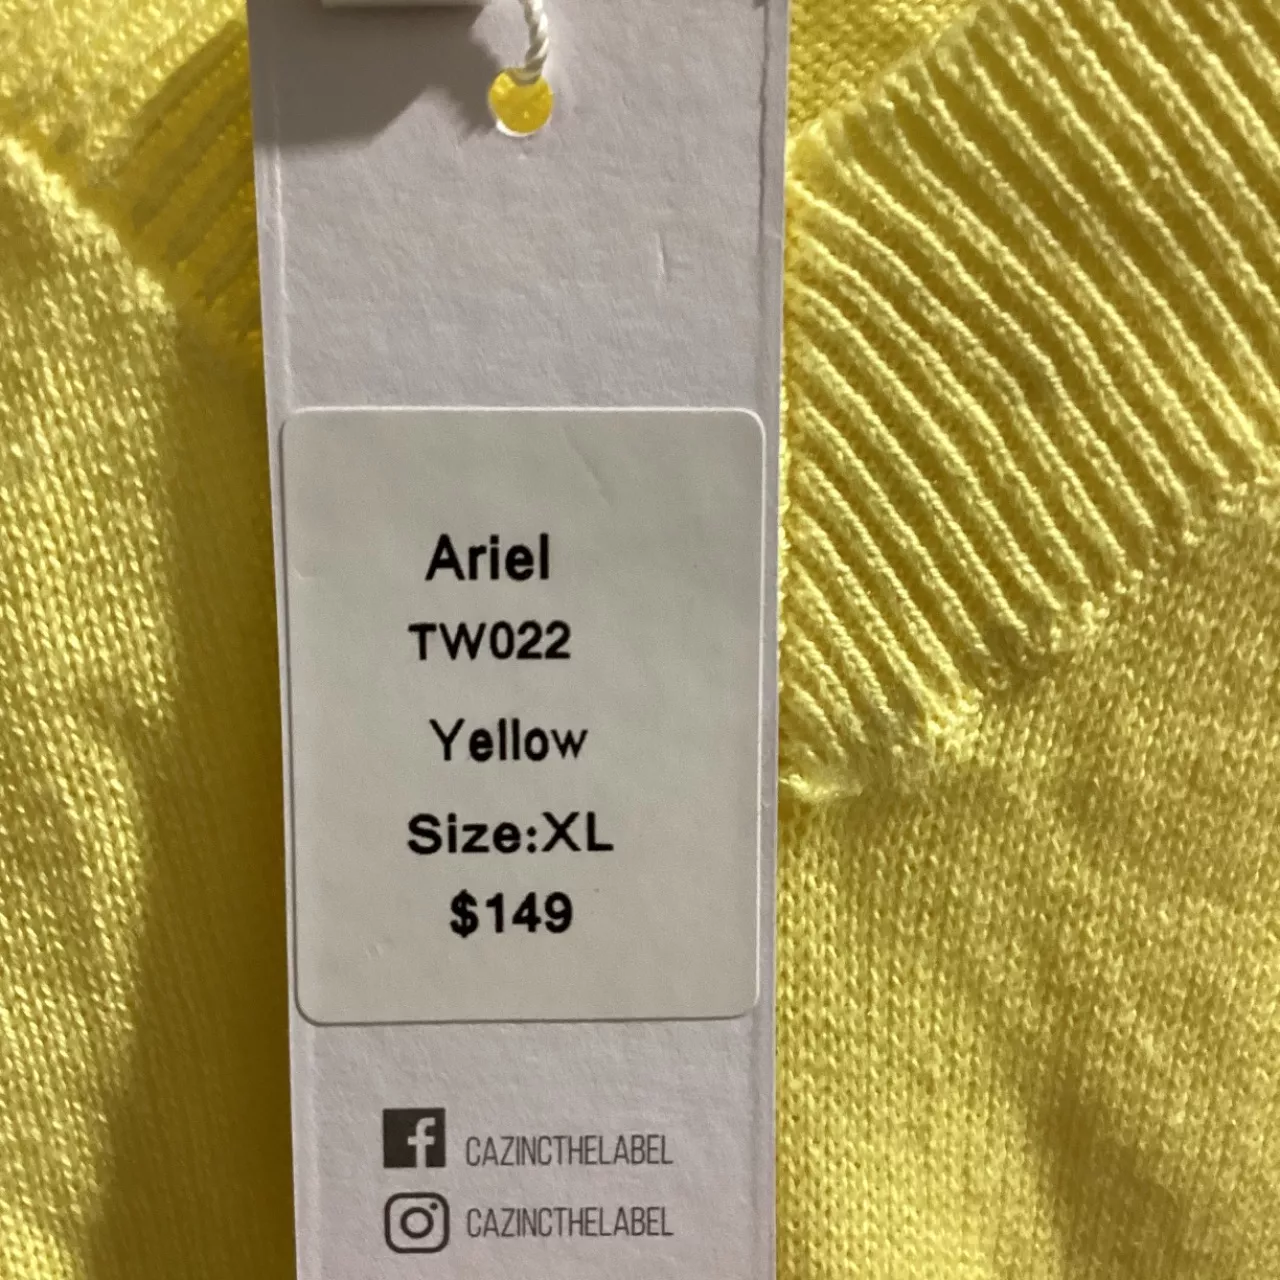 Ariel
TW022
Yellow
Size:XL
$149
CAZINCTHELABEL
CAZINCTHELABEL